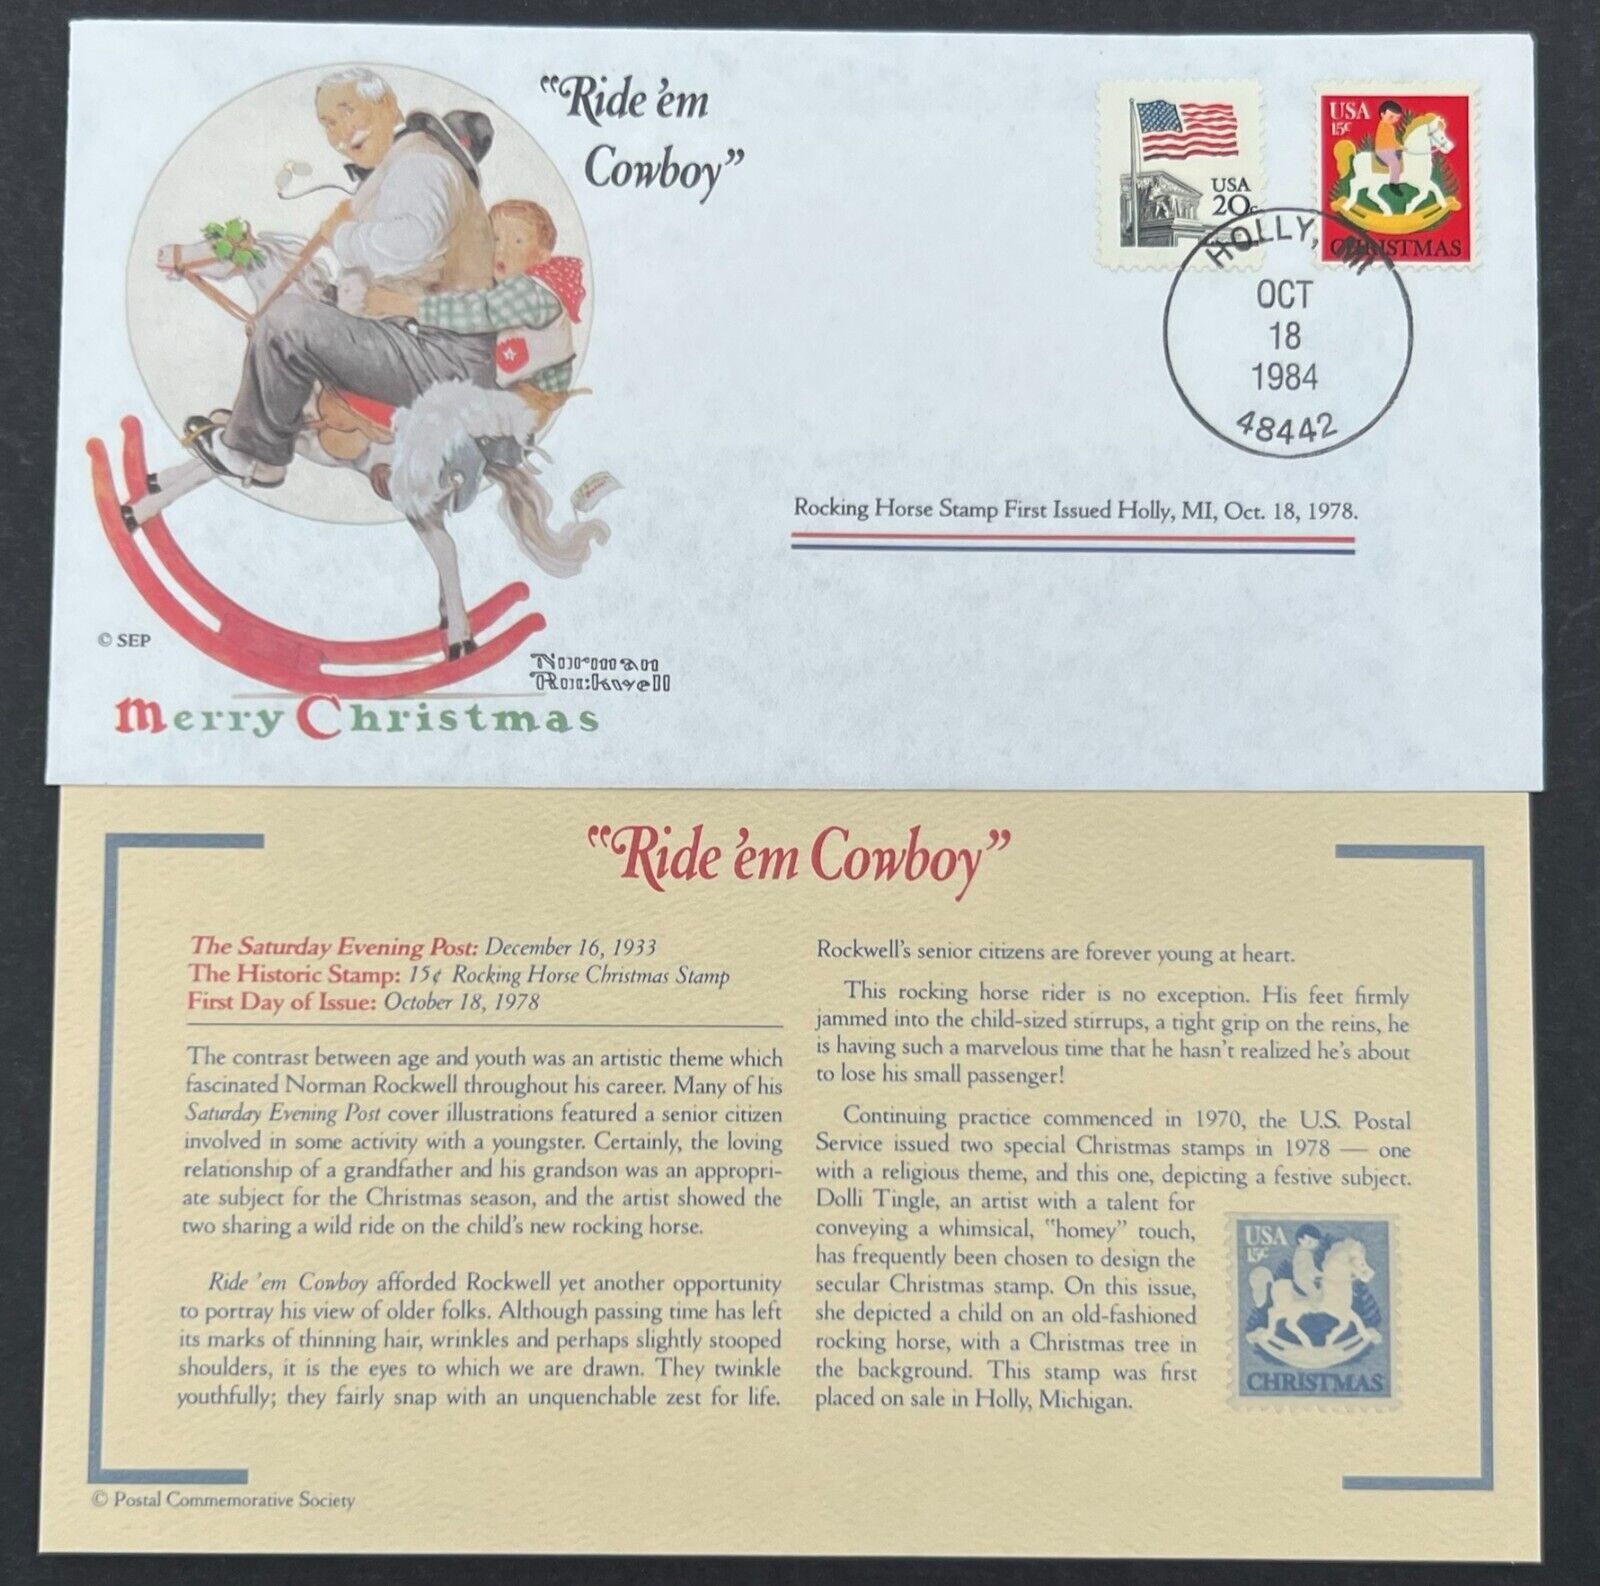 "Ride 'em
Cowboy"
USA
20c
USA
15c
CHRISTMAS
HOLLY, MI
OCT
18
1984
48442
Rocking Horse Stamp First Issued Holly, MI, Oct. 18, 1978.
© SEP
Norman
Rockwell
Merry Christmas
"Ride 'em Cowboy"
The Saturday Evening Post: December 16, 1933
The Historic Stamp: 15¢ Rocking Horse Christmas Stamp
First Day of Issue: October 18, 1978
The contrast between age and youth was an artistic theme which
fascinated Norman Rockwell throughout his career. Many of his
Saturday Evening Post cover illustrations featured a senior citizen
involved in some activity with a youngster. Certainly, the loving
relationship of a grandfather and his grandson was an appropri-
ate subject for the Christmas season, and the artist showed the
two sharing a wild ride on the child's new rocking horse.
Ride 'em Cowboy afforded Rockwell yet another opportunity
to portray his view of older folks. Although passing time has left
its marks of thinning hair, wrinkles and perhaps slightly stooped
shoulders, it is the eyes to which we are drawn. They twinkle
youthfully; they fairly snap with an unquenchable zest for life.
Rockwell's senior citizens are forever young at heart.
This rocking horse rider is no exception. His feet firmly
jammed into the child-sized stirrups, a tight grip on the reins, he
is having such a marvelous time that he hasn't realized he's about
to lose his small passenger!
Continuing practice commenced in 1970, the U.S. Postal
Service issued two special Christmas stamps in 1978 — one
with a religious theme, and this one, depicting a festive subject.
Dolli Tingle, an artist with a talent for
conveying a whimsical, "homey" touch,
has frequently been chosen to design the
secular Christmas stamp. On this issue,
she depicted a child on an old-fashioned
rocking horse, with a Christmas tree in
the background. This stamp was first
placed on sale in Holly, Michigan.
USA
15c
CHRISTMAS
© Postal Commemorative Society